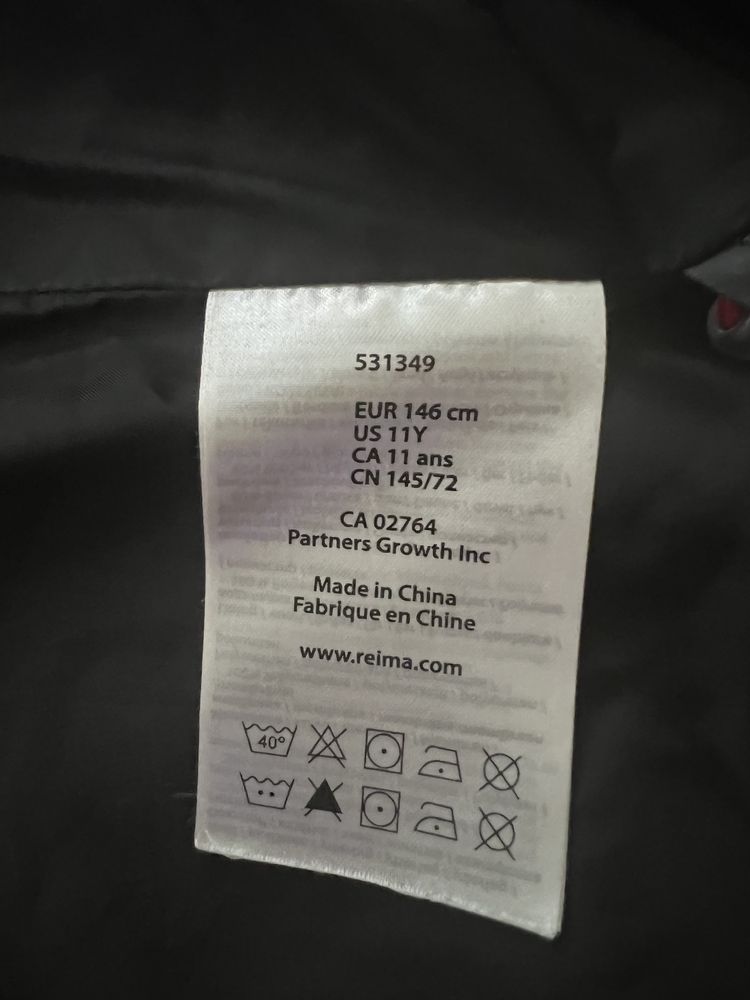 531349
EUR 146 cm
US 11Y
CA 11 ans
CN 145/72
CA 02764
Partners Growth Inc
Made in China
Fabrique en Chine
www.reima.com
40°